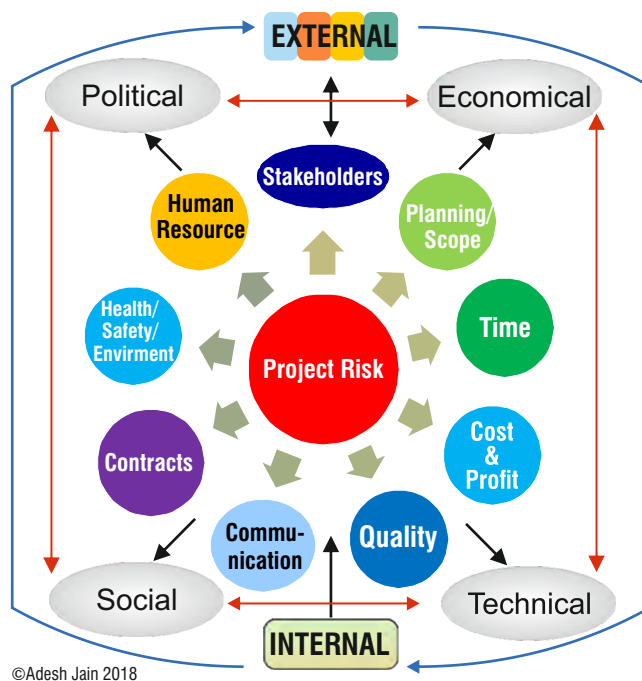 EXTERNAL
Political
Economical
Stakeholders
Human
Resource
Planning/
Scope
Health/
Safety/
Envirment
Time
Project Risk
Contracts
Cost
&
Profit
Commu-
nication
Quality
Social
Technical
INTERNAL
©Adesh Jain 2018